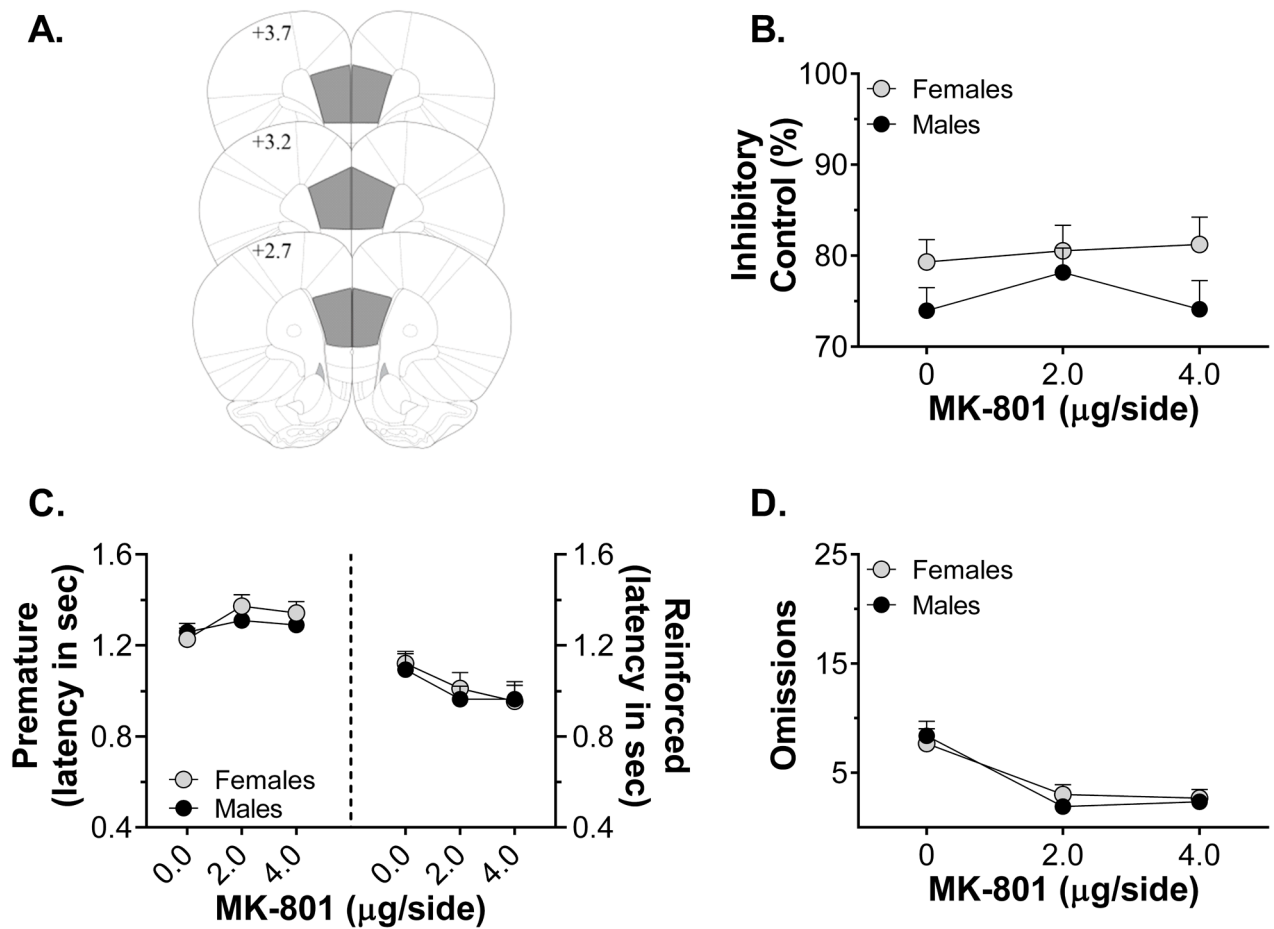 A.
+3.7
+3.2
+2.7
B.
Inhibitory
Control (%)
100
90
80
70
Females
Males
0 2.0 4.0
MK-801 (μg/side)
C.
Premature
(latency in sec)
1.6
1.2
0.8
0.4
Females
Males
0.0 2.0 4.0
0.0 2.0 4.0
MK-801 (μg/side)
1.6
1.2
0.8
0.4
Reinforced
(latency in sec)
D.
Omissions
25
15
5
Females
Males
0 2.0 4.0
MK-801 (μg/side)